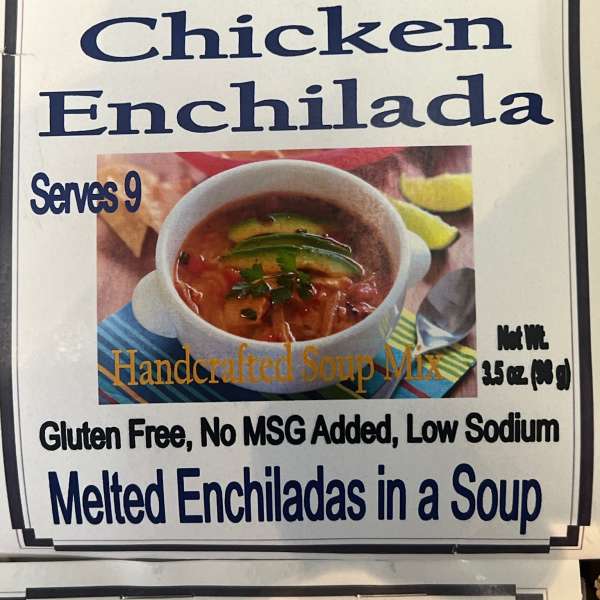 Chicken
Enchilada
Serves 9
Handcrafted Soup Mix
Net Wt.
3.5 oz. (98 g)
Gluten Free, No MSG Added, Low Sodium
Melted Enchiladas in a Soup